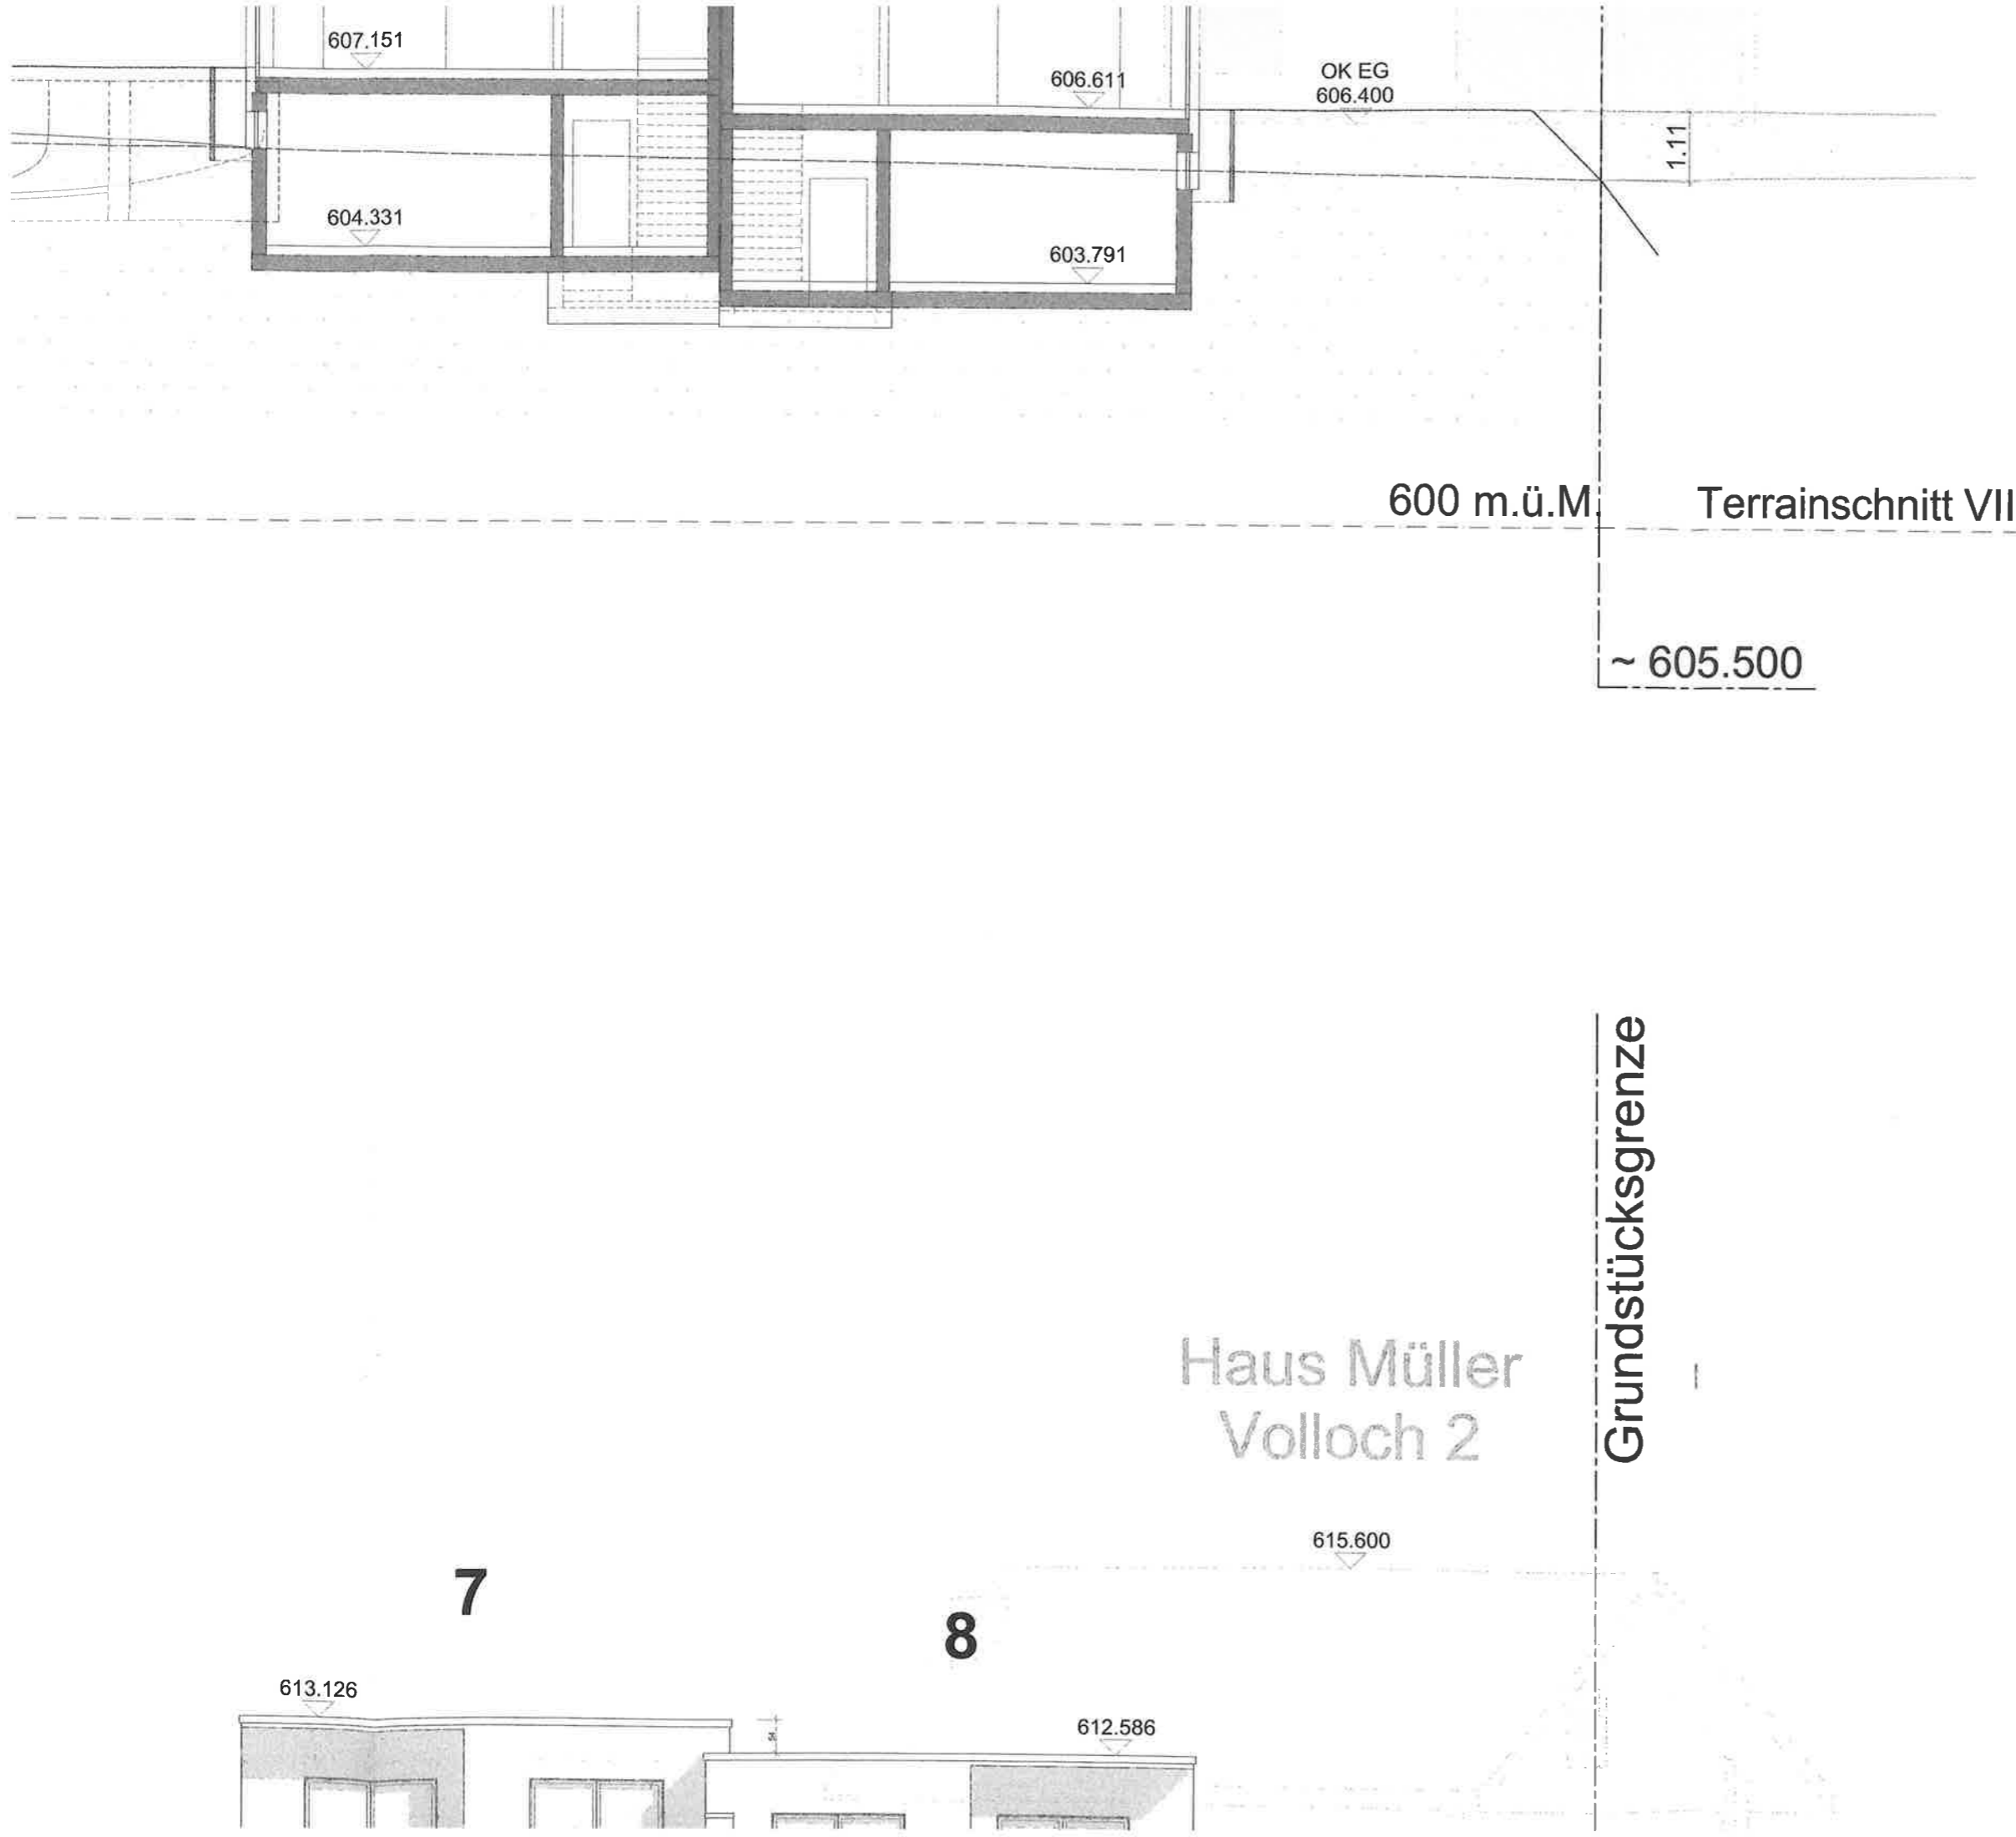 607.151
606.611
OK EG
606.400
1.11
604.331
603.791
600 m.ü.M.
Terrainschnitt VII
~ 605.500
Grundstücksgrenze
Haus Müller
Volloch 2
615.600
7
8
613.126
54
612.586